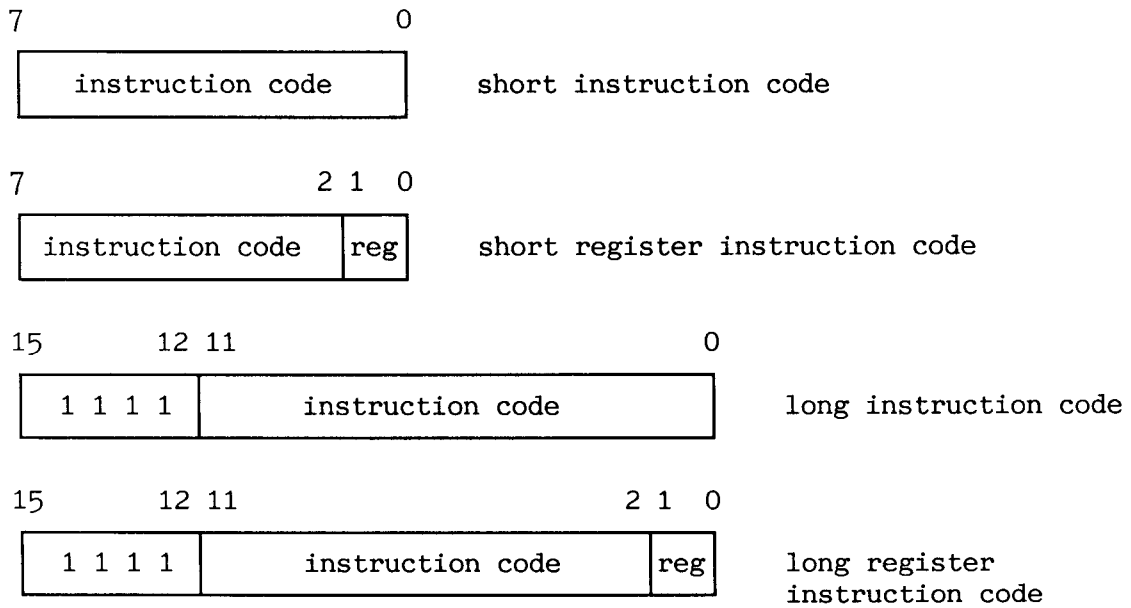 7 0
instruction code short instruction code
7 2 1 0
instruction code reg short register instruction code
15 12 11 0
1 1 1 1 instruction code long instruction code
15 12 11 2 1 0
1 1 1 1 instruction code reg long register
instruction code